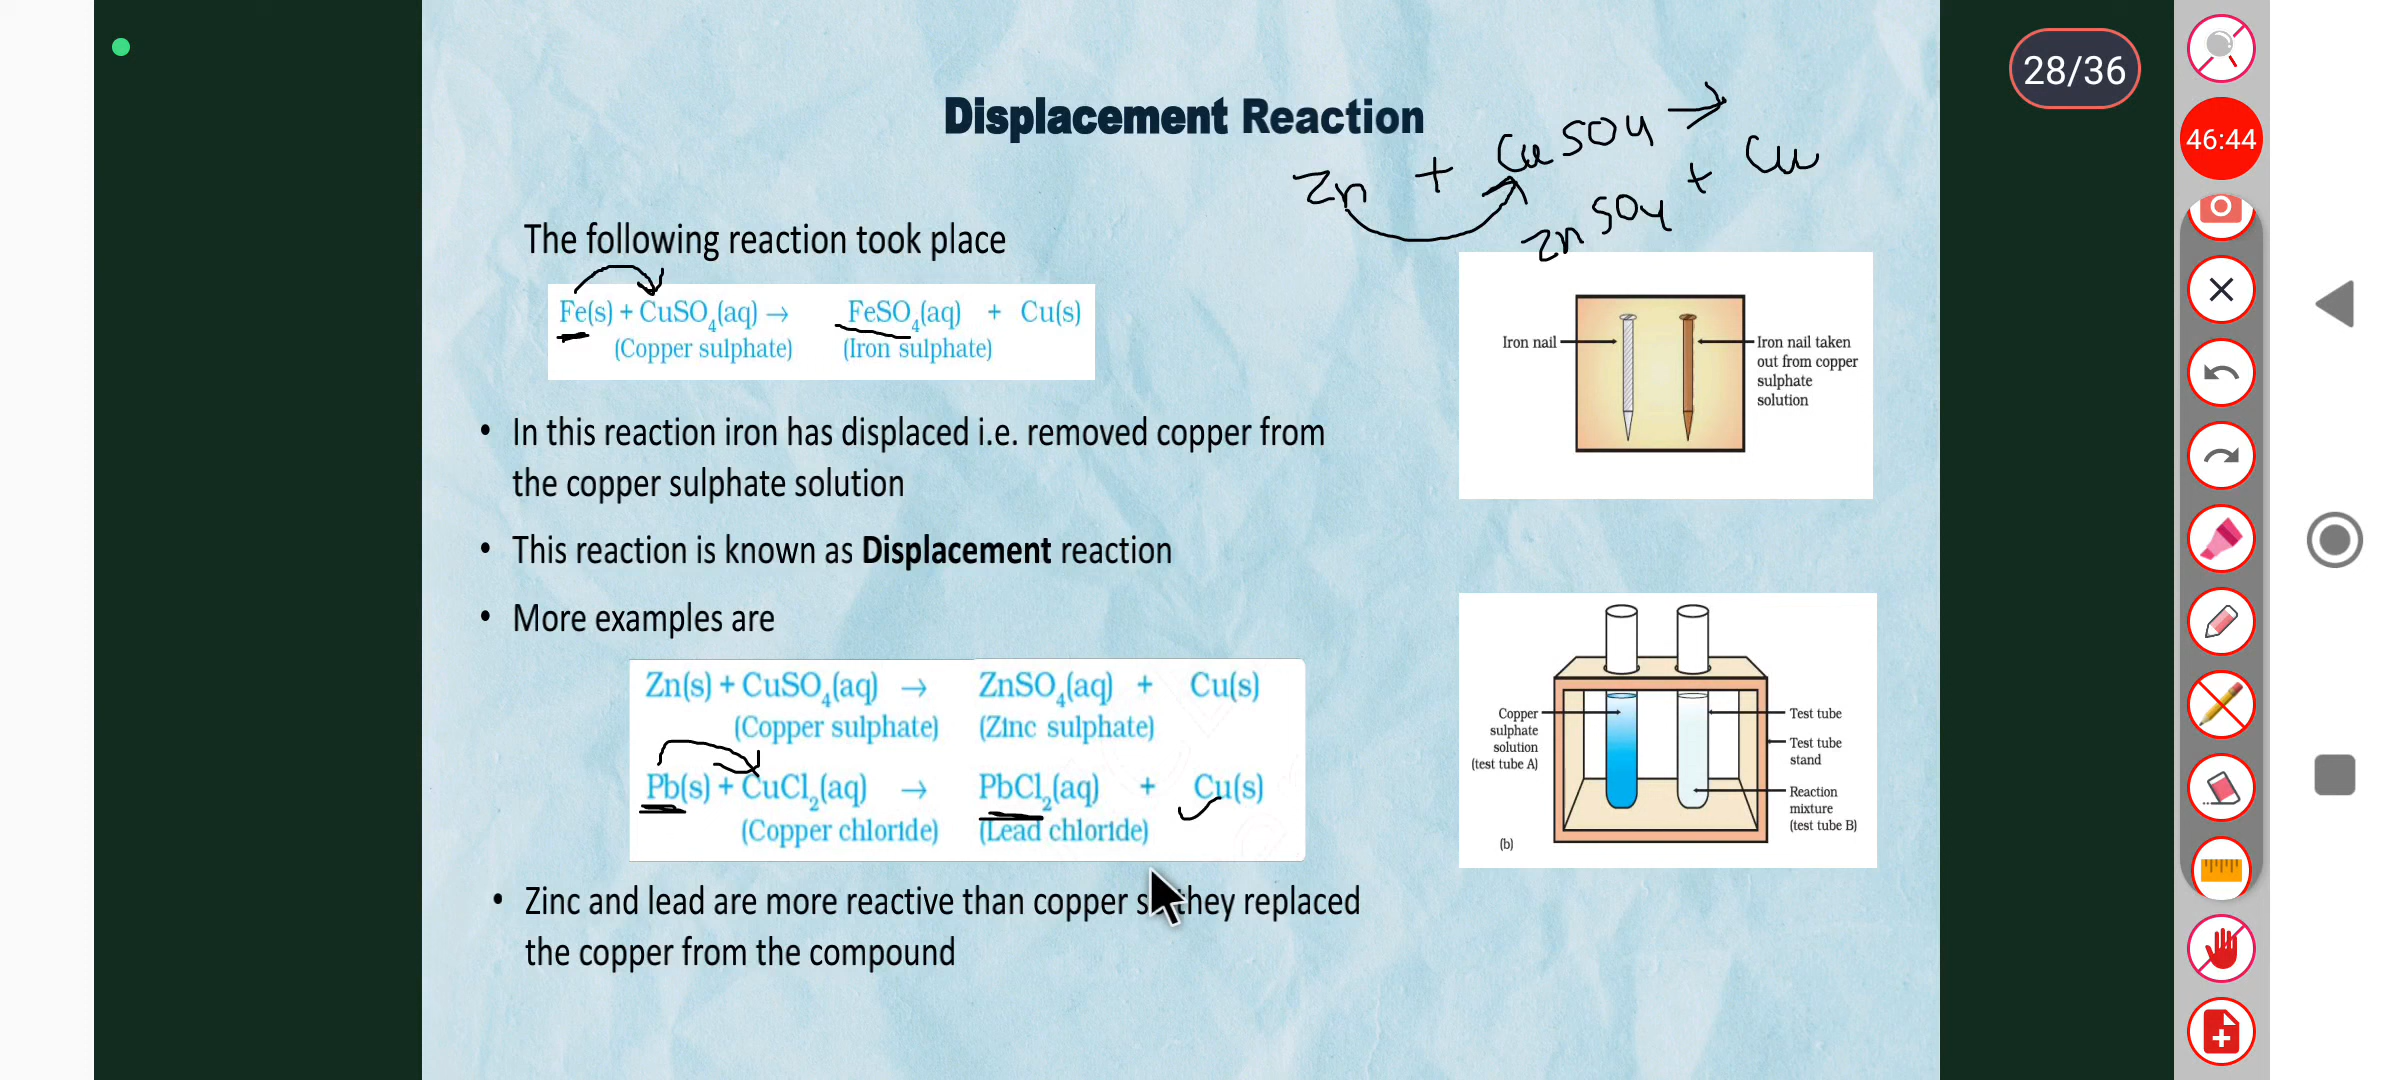 28/36
46:44
Displacement Reaction
Zn + CuSO4 →
ZnSO4 + Cu
The following reaction took place
Fe(s) + CuSO₄(aq) → FeSO₄(aq) + Cu(s)
(Copper sulphate) (Iron sulphate)
Iron nail
Iron nail taken
out from copper
sulphate
solution
• In this reaction iron has displaced i.e. removed copper from
the copper sulphate solution
• This reaction is known as Displacement reaction
• More examples are
Zn(s) + CuSO₄(aq) → ZnSO₄(aq) + Cu(s)
(Copper sulphate) (Zinc sulphate)
Pb(s) + CuCl₂(aq) → PbCl₂(aq) + Cu(s)
(Copper chloride) (Lead chloride)
Copper
sulphate
solution
(test tube A)
Test tube
Test tube
stand
Reaction
mixture
(test tube B)
(b)
• Zinc and lead are more reactive than copper they replaced
the copper from the compound